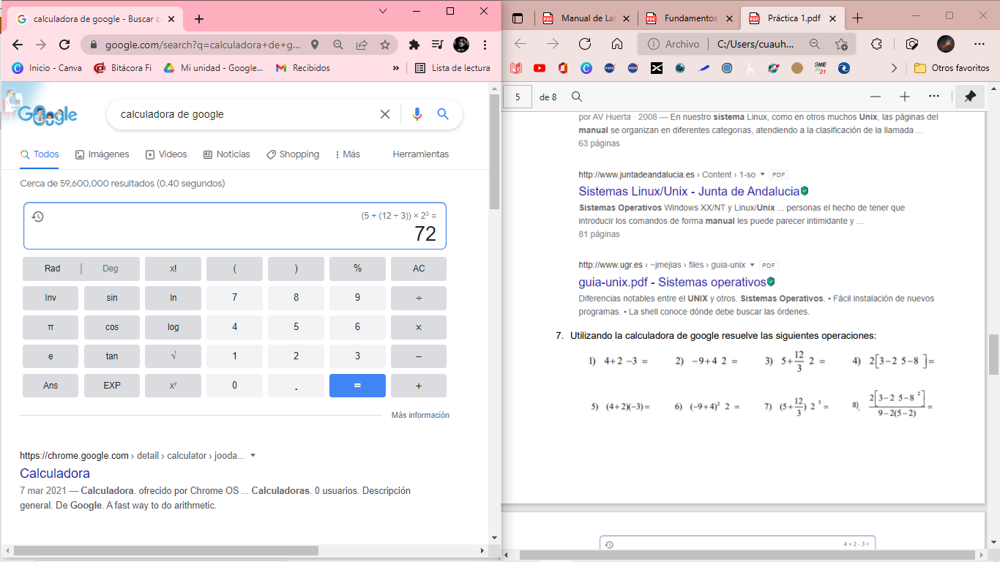 calculadora de google - Buscar c
google.com/search?q=calculadora+de+g...
Inicio - Canva
Bitácora Fi
Mi unidad - Google...
Recibidos
»
Lista de lectura
Google
calculadora de google
Todos
Imágenes
Videos
Noticias
Shopping
Más
Herramientas
Cerca de 59,600,000 resultados (0.40 segundos)
(5 + (12 ÷ 3)) × 2³ =
72
Rad | Deg x! ( ) % AC
Inv sin ln 7 8 9 ÷
π cos log 4 5 6 ×
e tan √ 1 2 3 −
Ans EXP xʸ 0 . = +
Más información
https://chrome.google.com › detail › calculator › jooda...
Calculadora
7 mar 2021 — Calculadora. ofrecido por Chrome OS ... Calculadoras. 0 usuarios. Descripción
general. De Google. A fast way to do arithmetic.
Manual de La
Fundamentos
Práctica 1.pdf
Archivo
C:/Users/cuauh...
SME
21
Otros favoritos
5 de 8
por AV Huerta · 2008 — En nuestro sistema Linux, como en otros muchos Unix, las páginas del
manual se organizan en diferentes categorías, atendiendo a la clasificación de la llamada ...
63 páginas
http://www.juntadeandalucia.es › Content › 1-so PDF
Sistemas Linux/Unix - Junta de Andalucia
Sistemas Operativos Windows XX/NT y Linux/Unix ... personas el hecho de tener que
introducir los comandos de forma manual les puede parecer intimidante y ...
81 páginas
http://www.ugr.es › ~jmejias › files › guia-unix PDF
guia-unix.pdf - Sistemas operativos
Diferencias notables entre el UNIX y otros. Sistemas Operativos. • Fácil instalación de nuevos
programas. • La shell conoce dónde debe buscar las órdenes.
7. Utilizando la calculadora de google resuelve las siguientes operaciones:
1) 4+2 −3 = 2) −9+4 2 = 3) 5+12/3 2 = 4) 2[3−2 5−8 ]=
5) (4+2)(−3)= 6) (−9+4)² 2 = 7) (5+12/3) 2 ³ = 8), 2[3−2 5−8 ²]/9−2(5−2) =
4 + 2 - 3 =